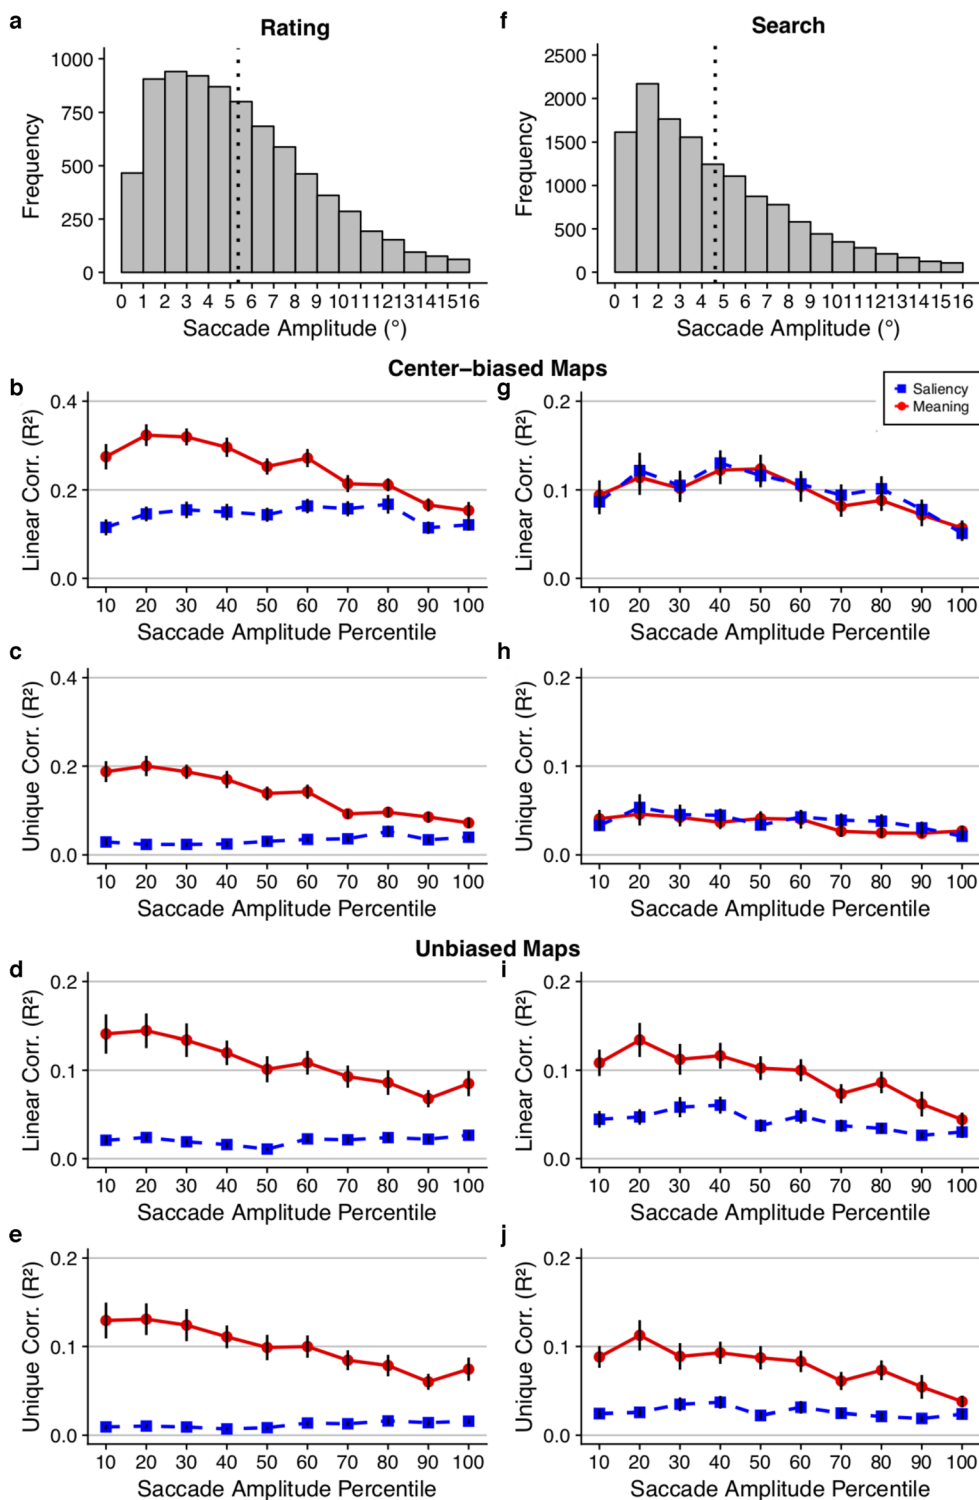 a
Rating
f
Search
Frequency
1000
750
500
250
0
0 1 2 3 4 5 6 7 8 9 10 11 12 13 14 15 16
Saccade Amplitude (°)
Frequency
2500
2000
1500
1000
500
0
0 1 2 3 4 5 6 7 8 9 10 11 12 13 14 15 16
Saccade Amplitude (°)
Center–biased Maps
Saliency
Meaning
b
Linear Corr. (R²)
0.4
0.2
0.0
10 20 30 40 50 60 70 80 90 100
Saccade Amplitude Percentile
g
Linear Corr. (R²)
0.2
0.1
0.0
10 20 30 40 50 60 70 80 90 100
Saccade Amplitude Percentile
c
Unique Corr. (R²)
0.4
0.2
0.0
10 20 30 40 50 60 70 80 90 100
Saccade Amplitude Percentile
h
Unique Corr. (R²)
0.2
0.1
0.0
10 20 30 40 50 60 70 80 90 100
Saccade Amplitude Percentile
Unbiased Maps
d
Linear Corr. (R²)
0.2
0.1
0.0
10 20 30 40 50 60 70 80 90 100
Saccade Amplitude Percentile
i
Linear Corr. (R²)
0.2
0.1
0.0
10 20 30 40 50 60 70 80 90 100
Saccade Amplitude Percentile
e
Unique Corr. (R²)
0.2
0.1
0.0
10 20 30 40 50 60 70 80 90 100
Saccade Amplitude Percentile
j
Unique Corr. (R²)
0.2
0.1
0.0
10 20 30 40 50 60 70 80 90 100
Saccade Amplitude Percentile